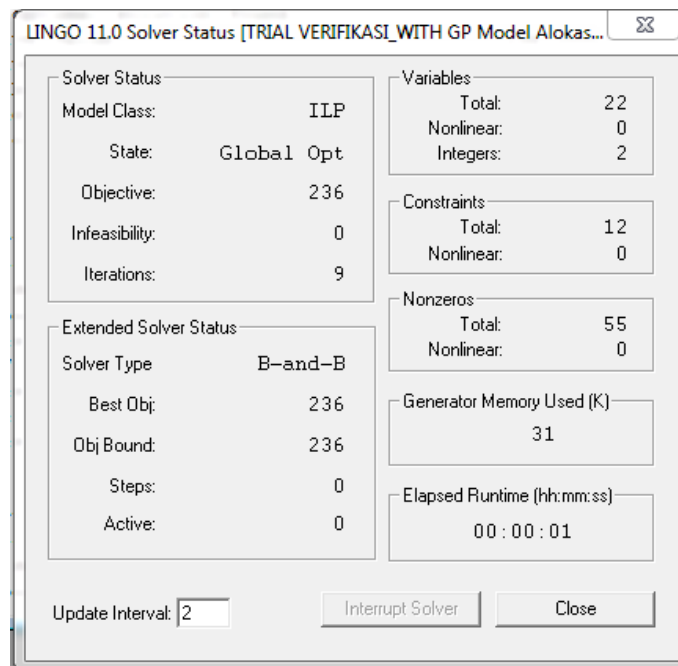 LINGO 11.0 Solver Status [TRIAL VERIFIKASI_WITH GP Model Alokas...
Solver Status
Model Class: ILP
State: Global Opt
Objective: 236
Infeasibility: 0
Iterations: 9
Extended Solver Status
Solver Type B-and-B
Best Obj: 236
Obj Bound: 236
Steps: 0
Active: 0
Variables
Total: 22
Nonlinear: 0
Integers: 2
Constraints
Total: 12
Nonlinear: 0
Nonzeros
Total: 55
Nonlinear: 0
Generator Memory Used (K)
31
Elapsed Runtime (hh:mm:ss)
00:00:01
Update Interval: 2
Interrupt Solver
Close